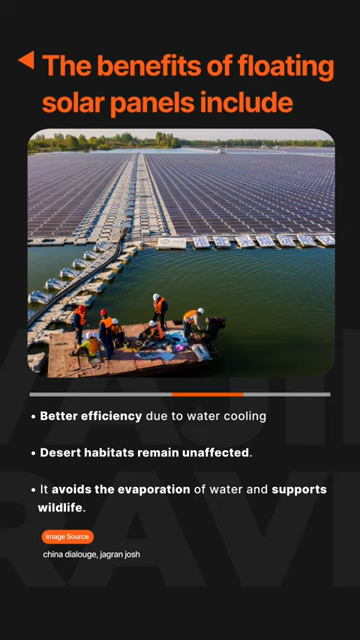 The benefits of floating
solar panels include
• Better efficiency due to water cooling
• Desert habitats remain unaffected.
• It avoids the evaporation of water and supports
wildlife.
Image Source
china dialouge, jagran josh